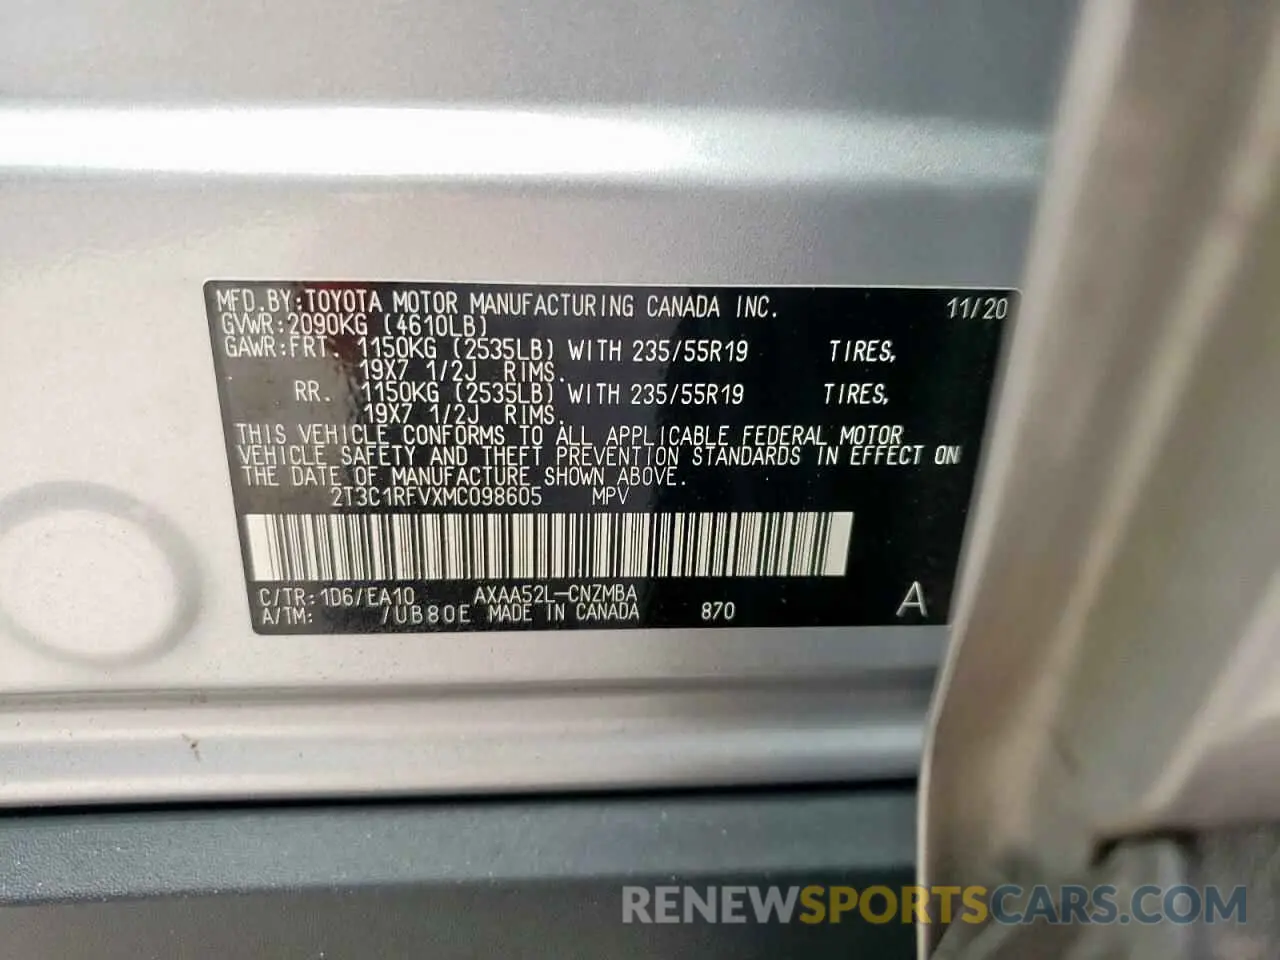 MFD.BY:TOYOTA MOTOR MANUFACTURING CANADA INC. 11/20
GVWR:2090KG (4610LB)
GAWR:FRT. 1150KG (2535LB) WITH 235/55R19 TIRES,
19X7 1/2J RIMS.
RR. 1150KG (2535LB) WITH 235/55R19 TIRES,
19X7 1/2J RIMS.
THIS VEHICLE CONFORMS TO ALL APPLICABLE FEDERAL MOTOR
VEHICLE SAFETY AND THEFT PREVENTION STANDARDS IN EFFECT ON
THE DATE OF MANUFACTURE SHOWN ABOVE.
2T3C1RFVXMC098605 MPV
C/TR:1D6/EA10 AXAA52L-CNZMBA
A/TM: /UB80E MADE IN CANADA 870 A
RENEWSPORTSCARS.COM